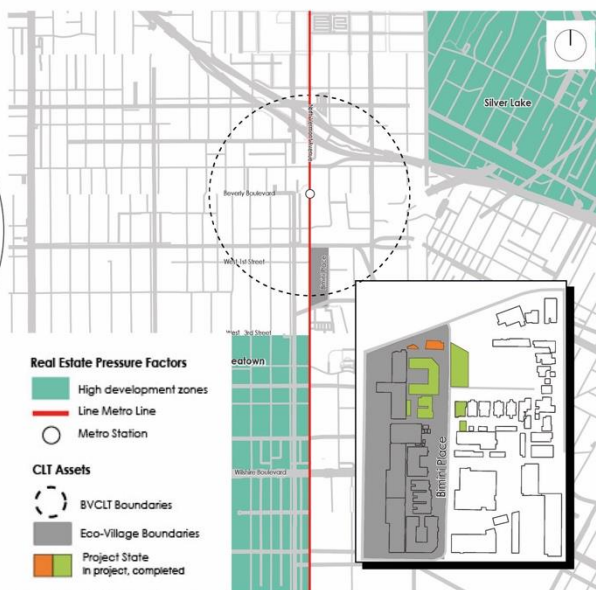 Silver Lake
Beverly Boulevard
West 1st Street
West 3rd Street
eatown
Wilshire Boulevard
Bimini Place
Real Estate Pressure Factors
High development zones
Line Metro Line
Metro Station
CLT Assets
BVCLT Boundaries
Eco-Village Boundaries
Project State
In project, completed